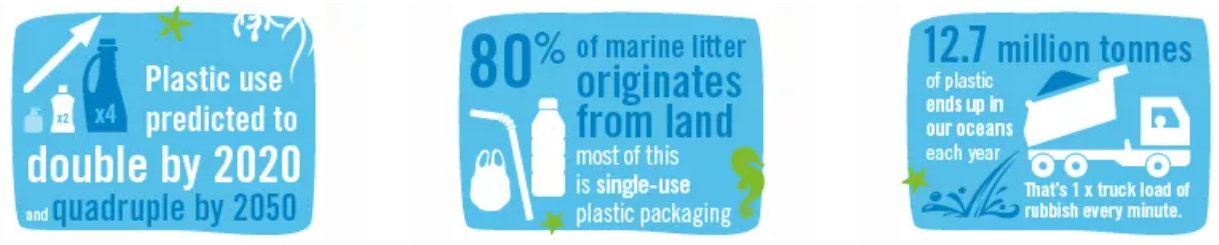 x2
x4
Plastic use
predicted to
double by 2020
and quadruple by 2050
80% of marine litter
originates
from land
most of this
is single-use
plastic packaging
12.7 million tonnes
of plastic
ends up in
our oceans
each year
That's 1 x truck load of
rubbish every minute.